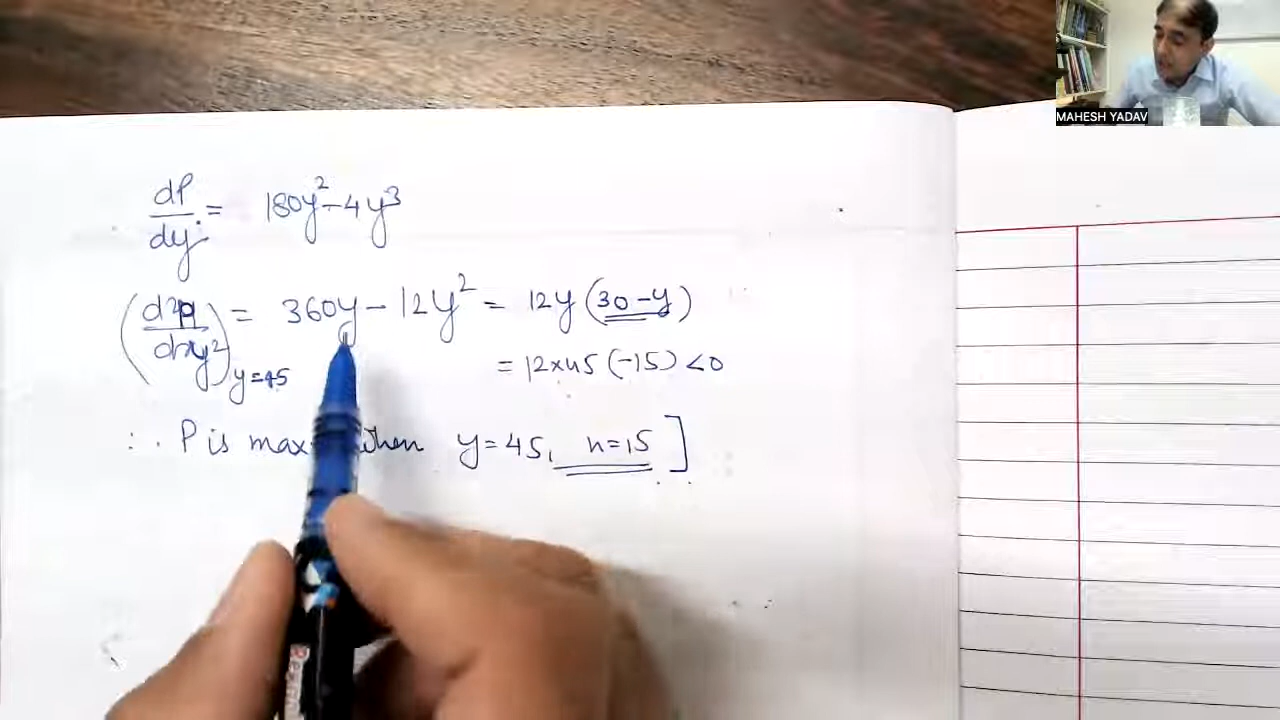 MAHESH YADAV
dP/dy = 180y² - 4y³
(d²P/dy²)y=45 = 360y - 12y² = 12y(30-y)
= 12×45(-15) < 0
∴ P is max when y=45, x=15 ]